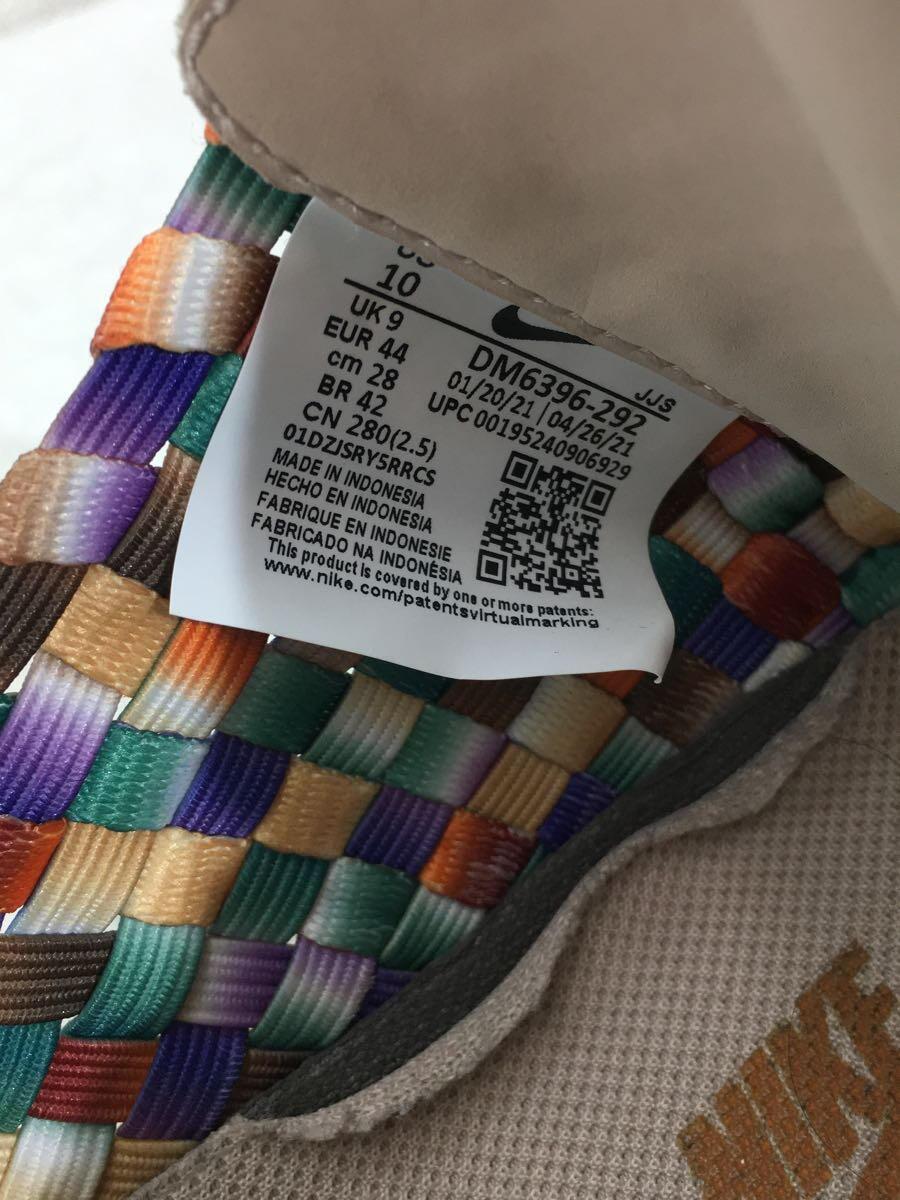 10
UK 9
EUR 44
cm 28
BR 42
CN 280(2.5)
JJS
DM6396-292
01/20/21 | 04/26/21
UPC 00195240906929
01DZJSRY5RRCS
MADE IN INDONESIA
HECHO EN INDONESIA
FABRIQUE EN INDONESIE
FABRICADO NA INDONÉSIA
This product is covered by one or more patents:
www.nike.com/patentsvirtualmarking
NIKE